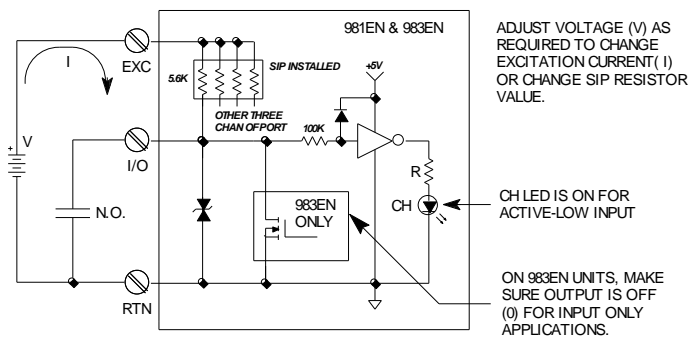 981EN & 983EN
EXC
I
5.6K
SIP INSTALLED
+5V
OTHER THREE
CHAN OF PORT
100K
V
+
I/O
N.O.
R
983EN
ONLY
CH
RTN
ADJUST VOLTAGE (V) AS
REQUIRED TO CHANGE
EXCITATION CURRENT( I)
OR CHANGE SIP RESISTOR
VALUE.
CH LED IS ON FOR
ACTIVE-LOW INPUT
ON 983EN UNITS, MAKE
SURE OUTPUT IS OFF
(0) FOR INPUT ONLY
APPLICATIONS.